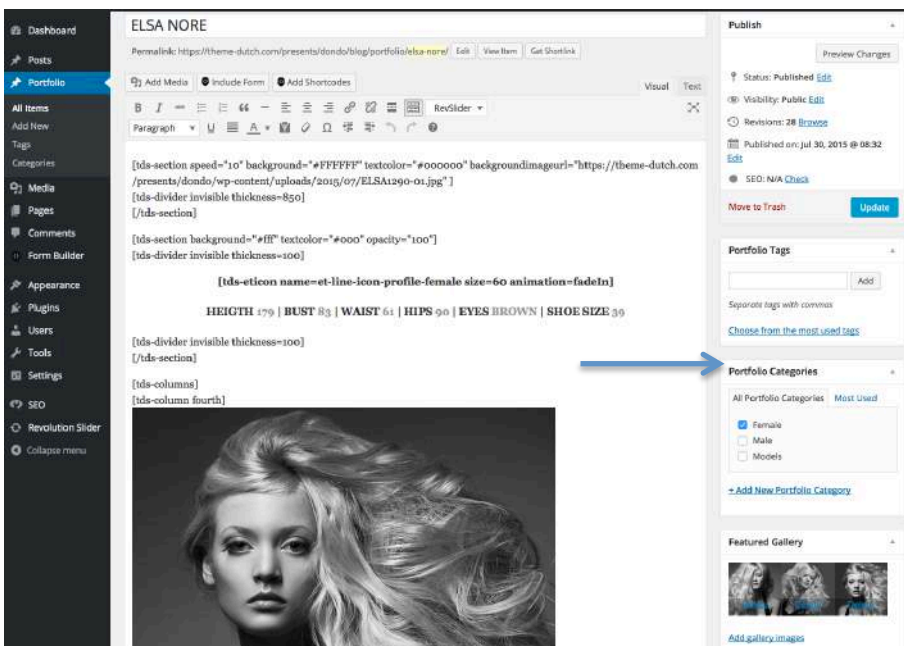 Dashboard
Posts
Portfolio
All Items
Add New
Tags
Categories
Media
Pages
Comments
Form Builder
Appearance
Plugins
Users
Tools
Settings
SEO
Revolution Slider
Collapse menu
ELSA NORE
Permalink: https://theme-dutch.com/presents/dondo/blog/portfolio/elsa-nore/ Edit View Item Get Shortlink
Add Media Include Form Add Shortcodes Visual Text
B I RevSlider
Paragraph U A Ω
[tds-section speed="10" background="#FFFFFF" textcolor="#000000" backgroundimageurl="https://theme-dutch.com
/presents/dondo/wp-content/uploads/2015/07/ELSA1290-01.jpg" ]
[tds-divider invisible thickness=850]
[/tds-section]
[tds-section background="#fff" textcolor="#000" opacity="100"]
[tds-divider invisible thickness=100]
[tds-eticon name=et-line-icon-profile-female size=60 animation=fadeIn]
HEIGTH 179 | BUST 83 | WAIST 61 | HIPS 90 | EYES BROWN | SHOE SIZE 39
[tds-divider invisible thickness=100]
[/tds-section]
[tds-columns]
[tds-column fourth]
Publish
Preview Changes
Status: Published Edit
Visibility: Public Edit
Revisions: 28 Browse
Published on: Jul 30, 2015 @ 08:32
Edit
SEO: N/A Check
Move to Trash Update
Portfolio Tags
Add
Separate tags with commas
Choose from the most used tags
Portfolio Categories
All Portfolio Categories Most Used
Female
Male
Models
+ Add New Portfolio Category
Featured Gallery
Add gallery images